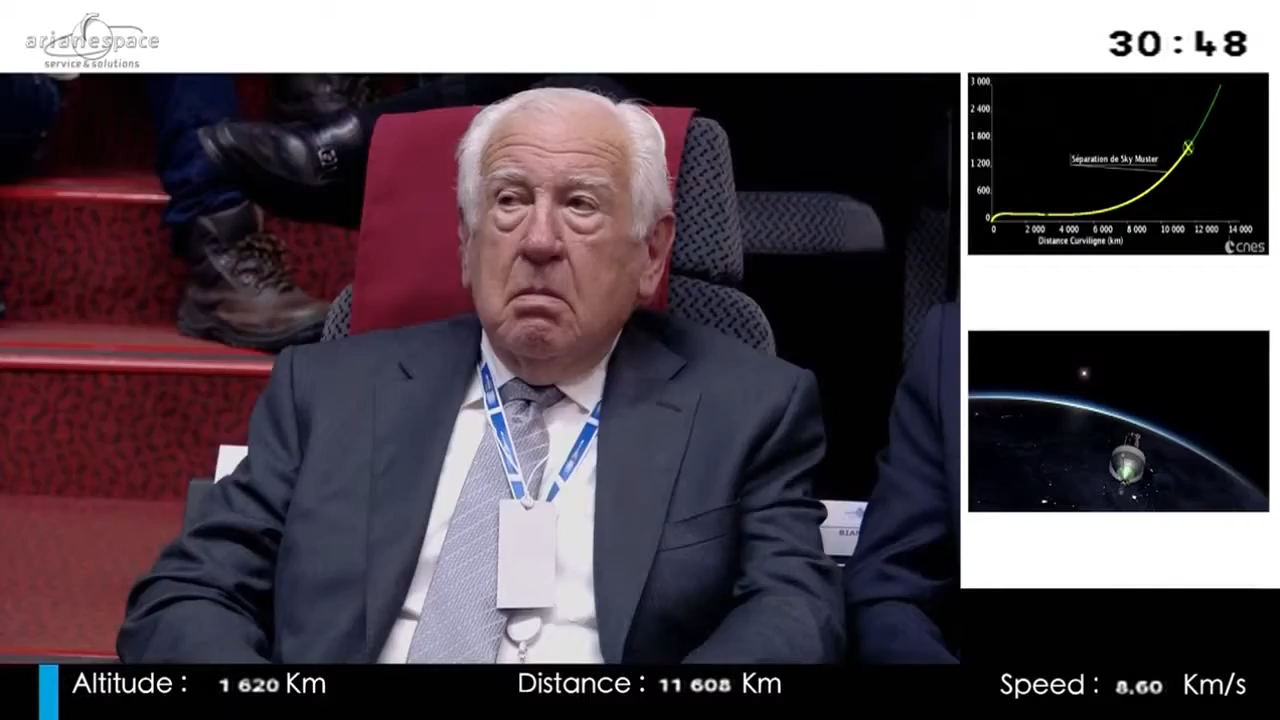 arianespace
service & solutions
30:48
3 000
2 400
1 800
1 200
600
0
Séparation de Sky Muster
0 2 000 4 000 6 000 8 000 10 000 12 000 14 000
Distance Curviligne (km)
cnes
Altitude : 1 620 Km
Distance : 11 608 Km
Speed : 8.60 Km/s